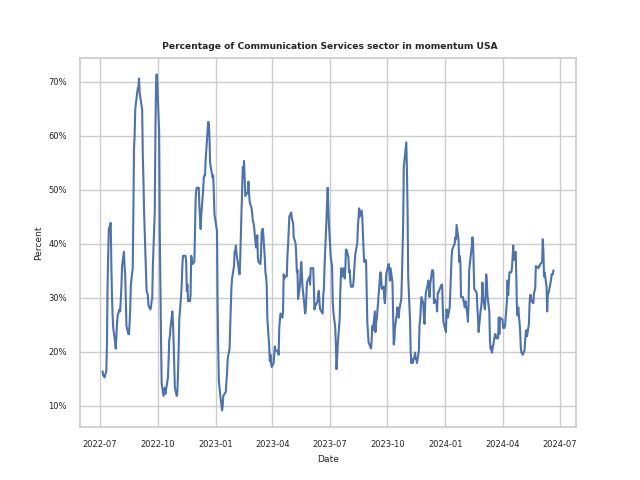 Percentage of Communication Services sector in momentum USA
70%
60%
50%
40%
30%
20%
10%
Percent
2022-07 2022-10 2023-01 2023-04 2023-07 2023-10 2024-01 2024-04 2024-07
Date